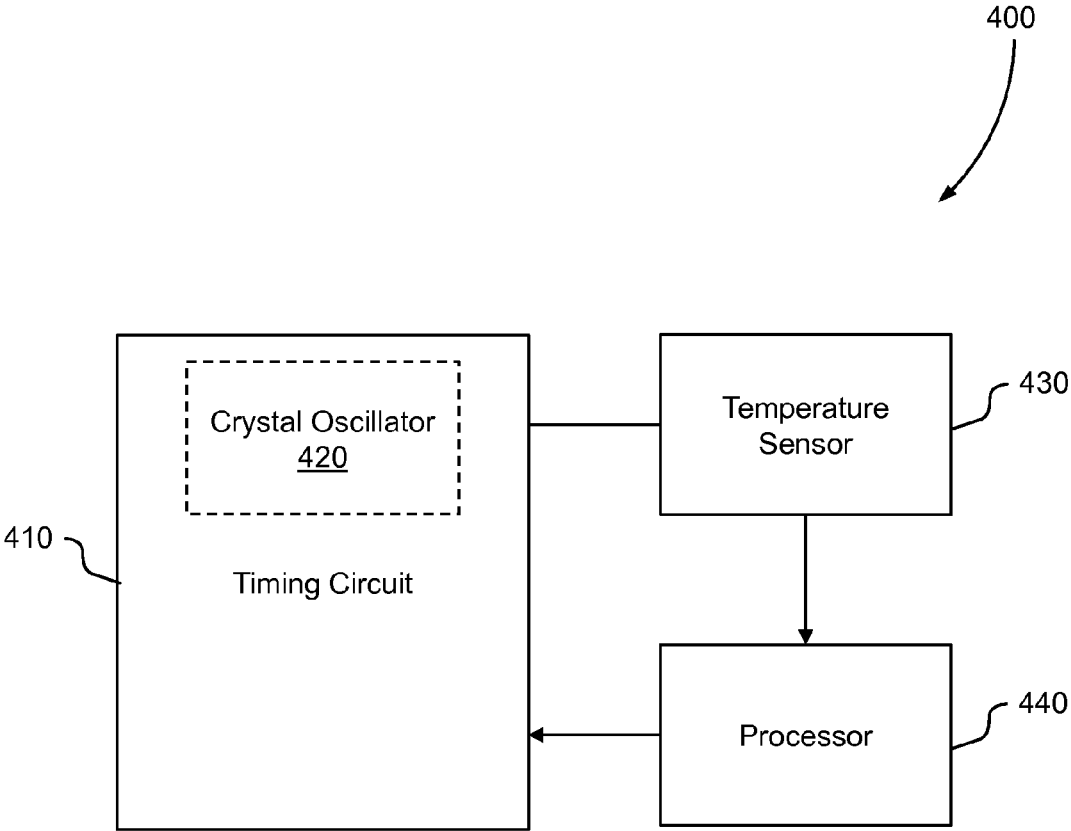 400
Crystal Oscillator
420
Temperature
Sensor
430
410
Timing Circuit
Processor
440